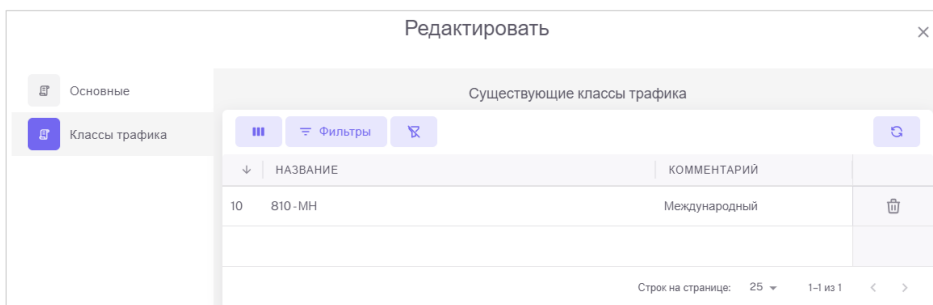 Редактировать
Основные
Существующие классы трафика
Классы трафика
Фильтры
НАЗВАНИЕ КОММЕНТАРИЙ
10 810 - МН Международный
Строк на странице: 25 1–1 из 1